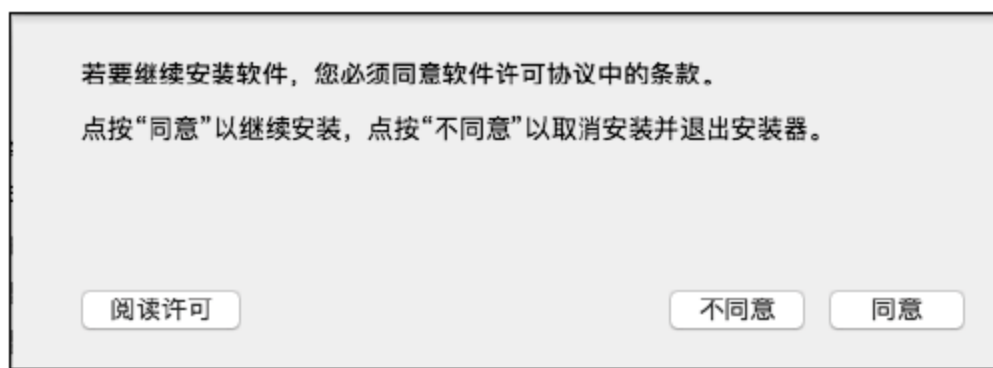 若要继续安装软件，您必须同意软件许可协议中的条款。
点按“同意”以继续安装，点按“不同意”以取消安装并退出安装器。
阅读许可 不同意 同意